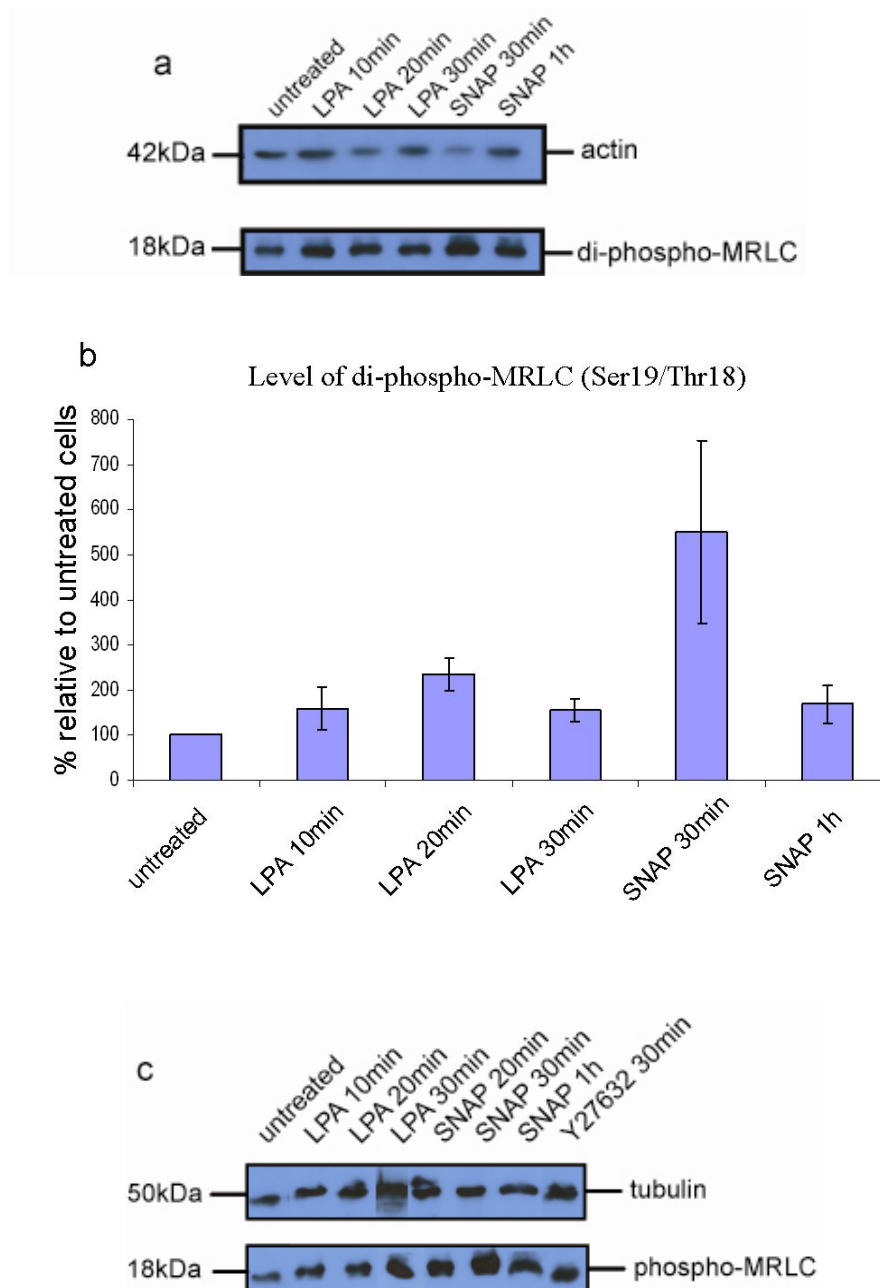 a
untreated
LPA 10min
LPA 20min
LPA 30min
SNAP 30min
SNAP 1h
42kDa
actin
18kDa
di-phospho-MRLC
b
Level of di-phospho-MRLC (Ser19/Thr18)
% relative to untreated cells
800
700
600
500
400
300
200
100
0
untreated
LPA 10min
LPA 20min
LPA 30min
SNAP 30min
SNAP 1h
c
untreated
LPA 10min
LPA 20min
LPA 30min
SNAP 20min
SNAP 30min
SNAP 1h
Y27632 30min
50kDa
tubulin
18kDa
phospho-MRLC